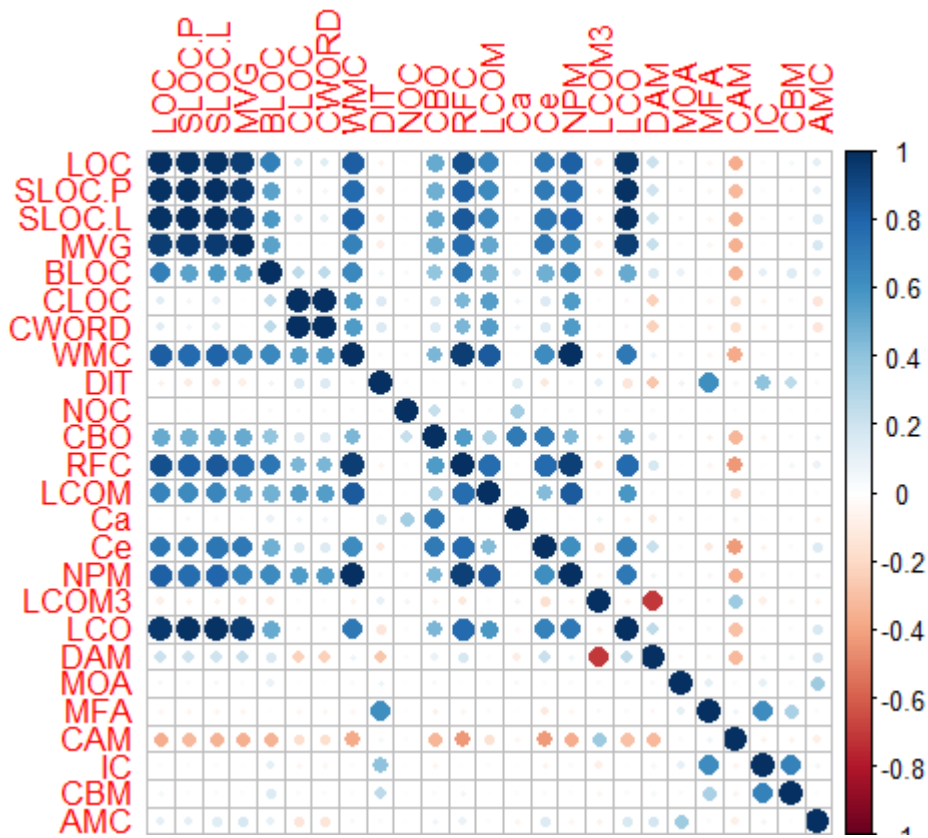 LOC
SLOC.P
SLOC.L
MVG
BLOC
CLOC
CWORD
WMC
DIT
NOC
CBO
RFC
LCOM
Ca
Ce
NPM
LCOM3
LCO
DAM
MOA
MFA
CAM
IC
CBM
AMC
LOC
SLOC.P
SLOC.L
MVG
BLOC
CLOC
CWORD
WMC
DIT
NOC
CBO
RFC
LCOM
Ca
Ce
NPM
LCOM3
LCO
DAM
MOA
MFA
CAM
IC
CBM
AMC
1
0.8
0.6
0.4
0.2
0
-0.2
-0.4
-0.6
-0.8
-1